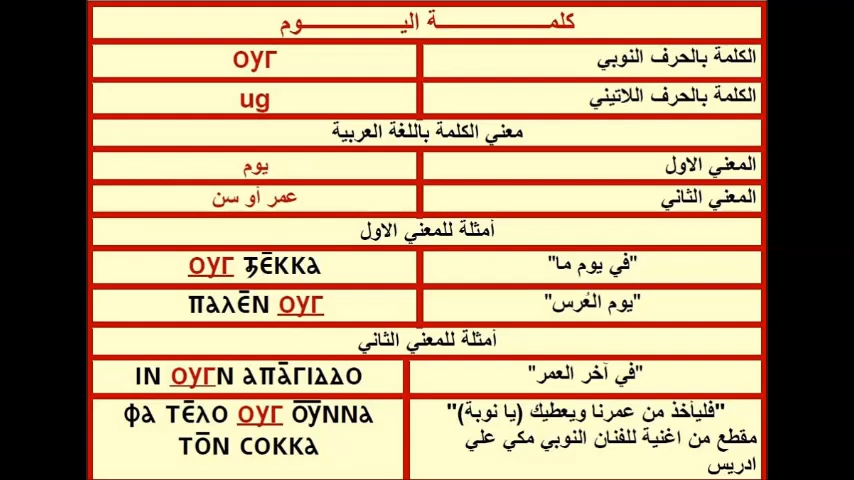 كلمة اليوم
الكلمة بالحرف النوبي
ⲟⲩⲅ
الكلمة بالحرف اللاتيني
ug
معني الكلمة باللغة العربية
المعني الاول
يوم
المعني الثاني
عمر أو سن
أمثلة للمعني الاول
"في يوم ما"
ⲟⲩⲅ ⳣⲉ̄ⲕⲕⲁ
"يوم العُرس"
ⲡⲁⲗⲉ̄ⲛ ⲟⲩⲅ
أمثلة للمعني الثاني
"في آخر العمر"
ⲓⲛ ⲟⲩⲅⲛ ⲁⲡⲁ̄ⲅⲓⲇⲇⲟ
"فليأخذ من عمرنا ويعطيك (يا نوبة)"
مقطع من اغنية للفنان النوبي مكي علي
ادريس
ⲫⲁ ⲧⲉ̄ⲗⲟ ⲟⲩⲅ ⲟ̄ⲩ̄ⲛⲛⲁ
ⲧⲟ̄ⲛ ⲥⲟⲕⲕⲁ